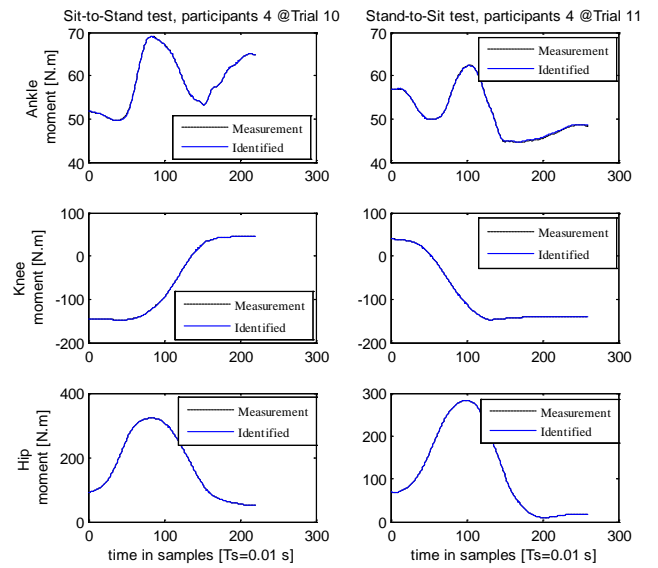 Sit-to-Stand test, participants 4 @Trial 10
Stand-to-Sit test, participants 4 @Trial 11
70
60
50
40
Ankle
moment [N.m]
Measurement
Identified
0
100
200
300
80
60
40
Measurement
Identified
0
100
200
300
100
0
-100
-200
Knee
moment [N.m]
Measurement
Identified
0
100
200
300
100
0
-100
-200
Measurement
Identified
0
100
200
300
400
200
0
Hip
moment [N.m]
Measurement
Identified
0
100
200
300
time in samples [Ts=0.01 s]
300
200
100
0
Measurement
Identified
0
100
200
300
time in samples [Ts=0.01 s]